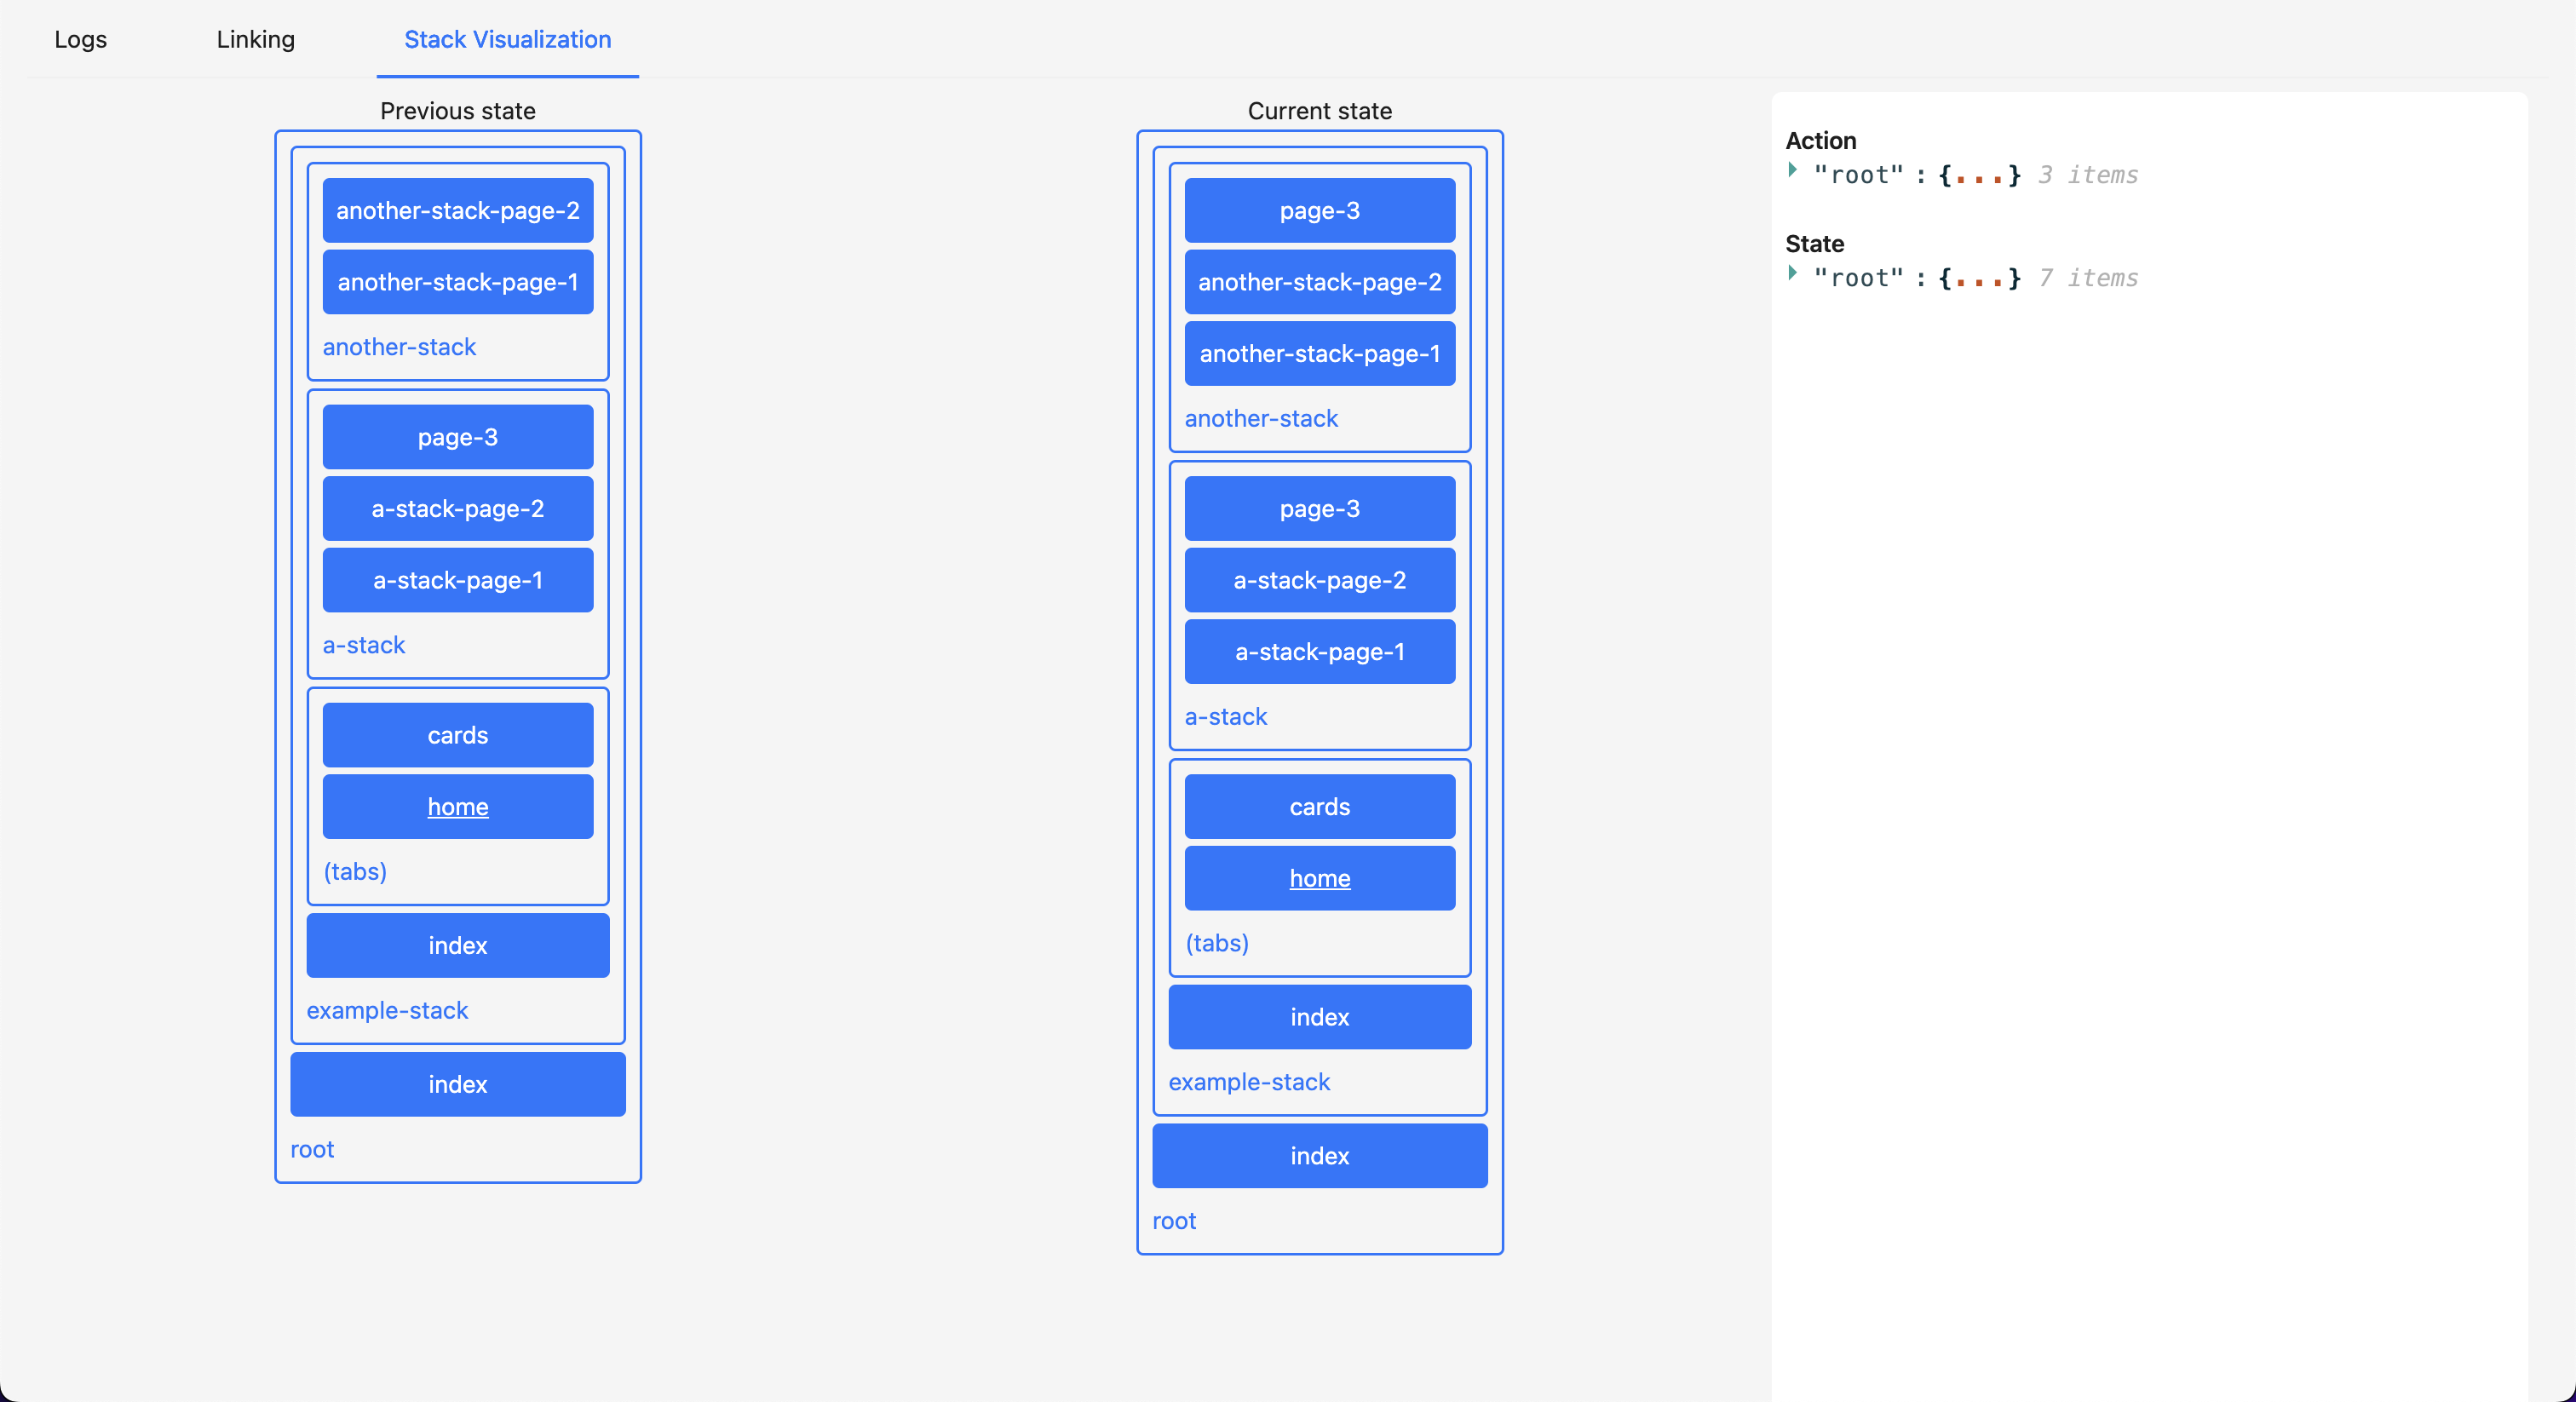 Logs Linking Stack Visualization
Previous state
another-stack-page-2
another-stack-page-1
another-stack
page-3
a-stack-page-2
a-stack-page-1
a-stack
cards
home
(tabs)
index
example-stack
index
root
Current state
page-3
another-stack-page-2
another-stack-page-1
another-stack
page-3
a-stack-page-2
a-stack-page-1
a-stack
cards
home
(tabs)
index
example-stack
index
root
Action
"root" : {...} 3 items
State
"root" : {...} 7 items